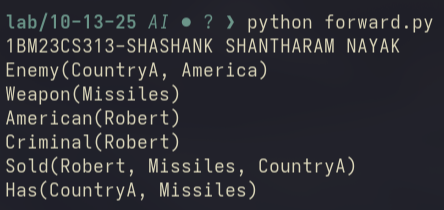 lab/10-13-25 AI ● ? ❯ python forward.py
1BM23CS313-SHASHANK SHANTHARAM NAYAK
Enemy(CountryA, America)
Weapon(Missiles)
American(Robert)
Criminal(Robert)
Sold(Robert, Missiles, CountryA)
Has(CountryA, Missiles)